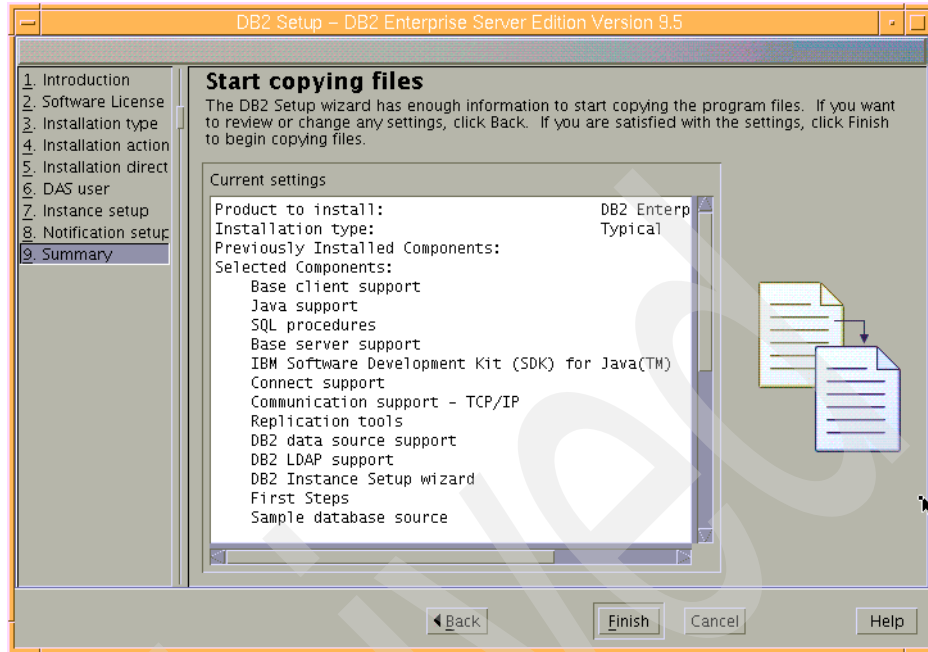 DB2 Setup – DB2 Enterprise Server Edition Version 9.5
1. Introduction
2. Software License
3. Installation type
4. Installation action
5. Installation direct
6. DAS user
7. Instance setup
8. Notification setup
9. Summary
Start copying files
The DB2 Setup wizard has enough information to start copying the program files. If you want
to review or change any settings, click Back. If you are satisfied with the settings, click Finish
to begin copying files.
Current settings
Product to install: DB2 Enterp
Installation type: Typical
Previously Installed Components:
Selected Components:
Base client support
Java support
SQL procedures
Base server support
IBM Software Development Kit (SDK) for Java(TM)
Connect support
Communication support – TCP/IP
Replication tools
DB2 data source support
DB2 LDAP support
DB2 Instance Setup wizard
First Steps
Sample database source
Back Finish Cancel Help